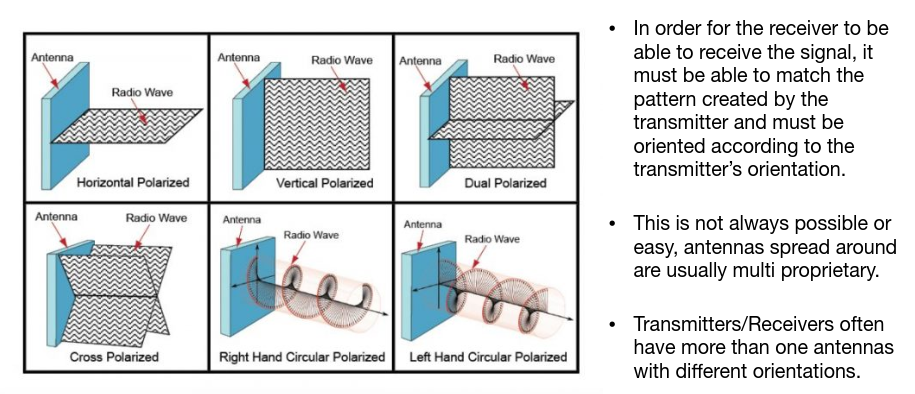 Antenna
Radio Wave
Horizontal Polarized
Antenna
Radio Wave
Vertical Polarized
Antenna
Radio Wave
Dual Polarized
Antenna
Radio Wave
Cross Polarized
Antenna
Radio Wave
Right Hand Circular Polarized
Antenna
Radio Wave
Left Hand Circular Polarized
• In order for the receiver to be
able to receive the signal, it
must be able to match the
pattern created by the
transmitter and must be
oriented according to the
transmitter's orientation.
• This is not always possible or
easy, antennas spread around
are usually multi proprietary.
• Transmitters/Receivers often
have more than one antennas
with different orientations.